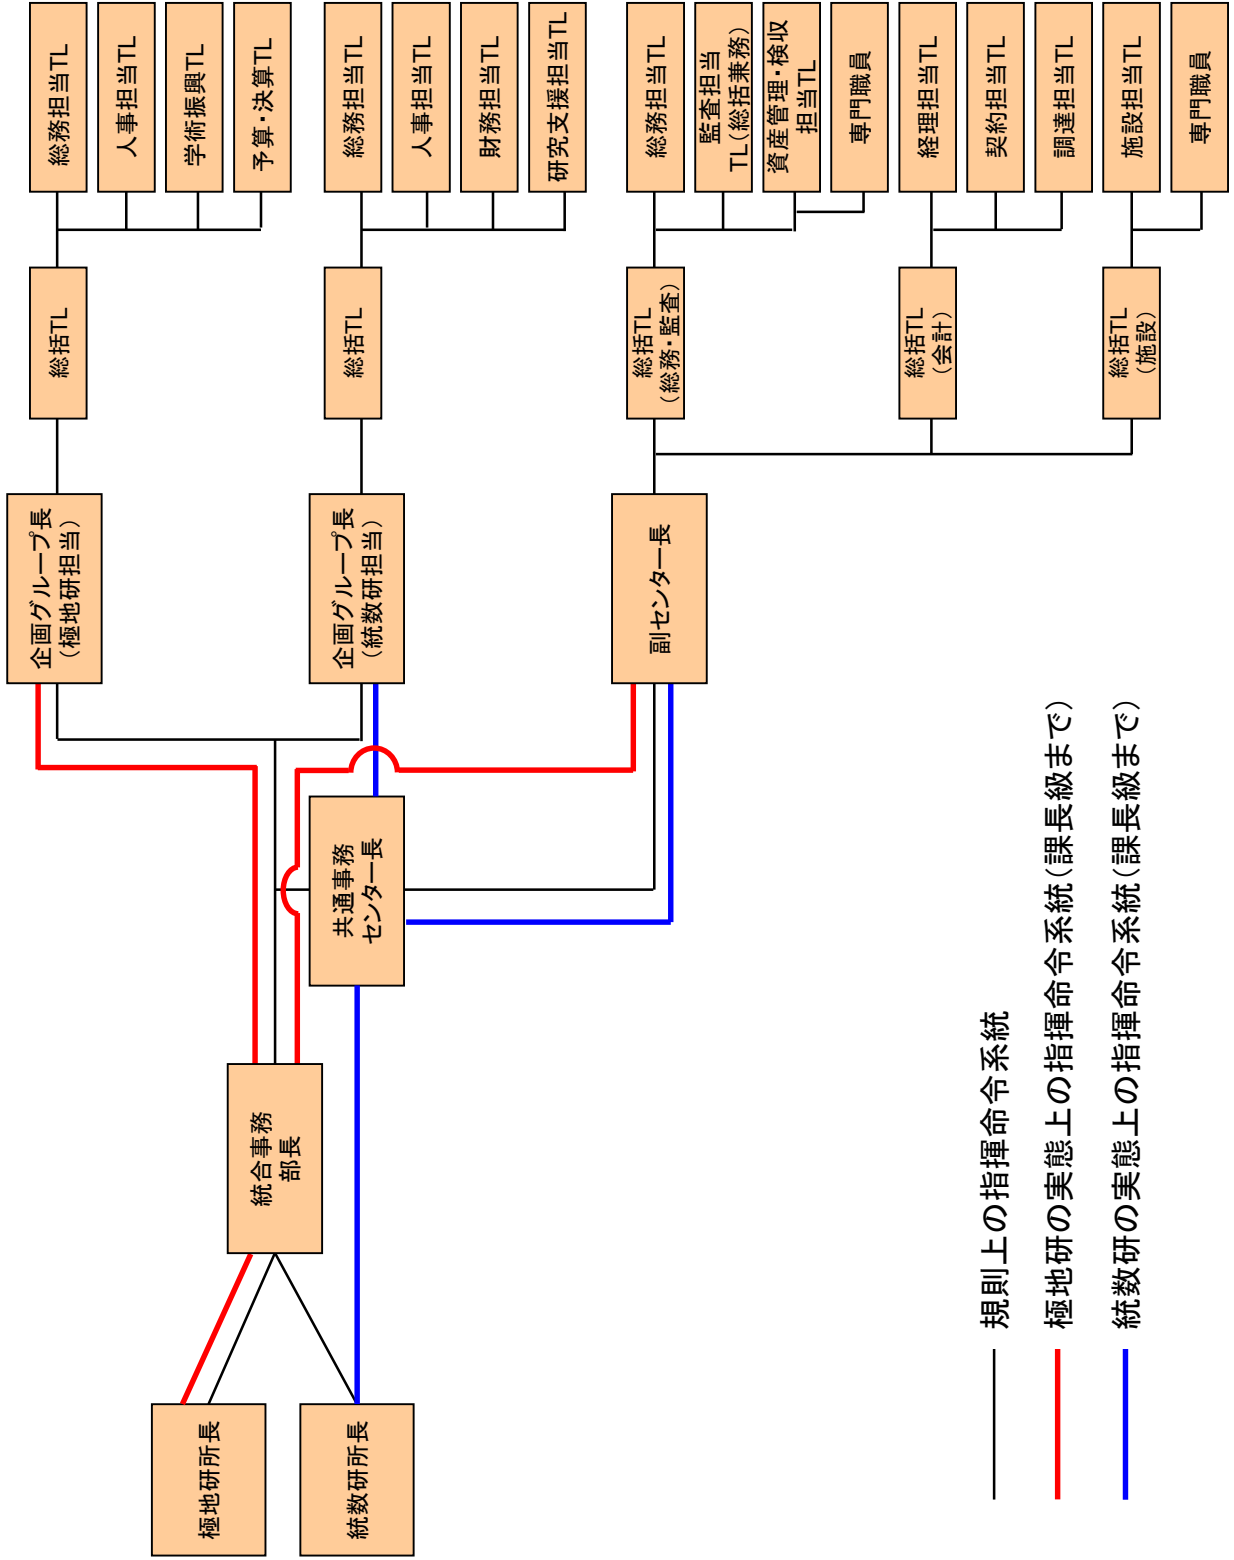 極地研所長
統数研所長
統合事務
部長
共通事務
センター長
企画グループ長
（極地研担当）
企画グループ長
（統数研担当）
副センター長
総括TL
総括TL
総括TL
（総務・監査）
総括TL
（会計）
総括TL
（施設）
総務担当TL
人事担当TL
学術振興TL
予算・決算TL
総務担当TL
人事担当TL
財務担当TL
研究支援担当TL
総務担当TL
監査担当
TL（総括兼務）
資産管理・検収
担当TL
専門職員
経理担当TL
契約担当TL
調達担当TL
施設担当TL
専門職員
規則上の指揮命令系統
極地研の実態上の指揮命令系統（課長級まで）
統数研の実態上の指揮命令系統（課長級まで）